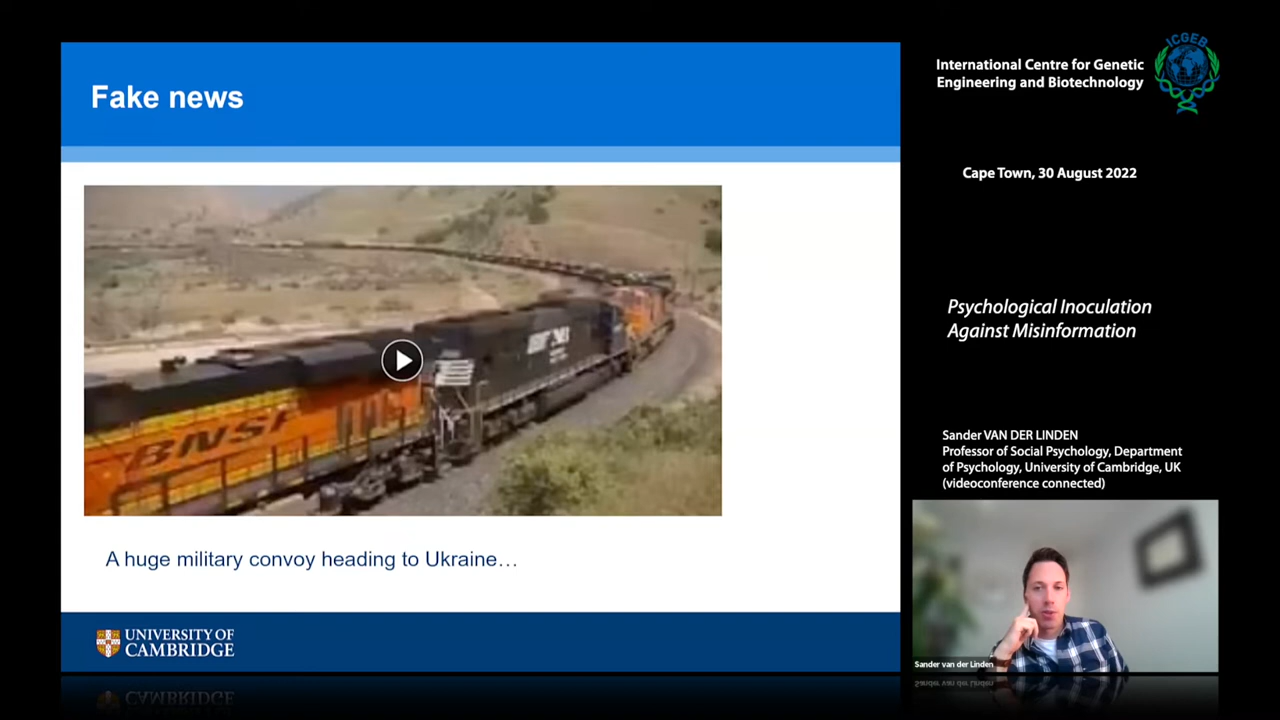 Fake news
BNSF
A huge military convoy heading to Ukraine…
UNIVERSITY OF
CAMBRIDGE
International Centre for Genetic
Engineering and Biotechnology
ICGEB
Cape Town, 30 August 2022
Psychological Inoculation
Against Misinformation
Sander VAN DER LINDEN
Professor of Social Psychology, Department
of Psychology, University of Cambridge, UK
(videoconference connected)
Sander van der Linden